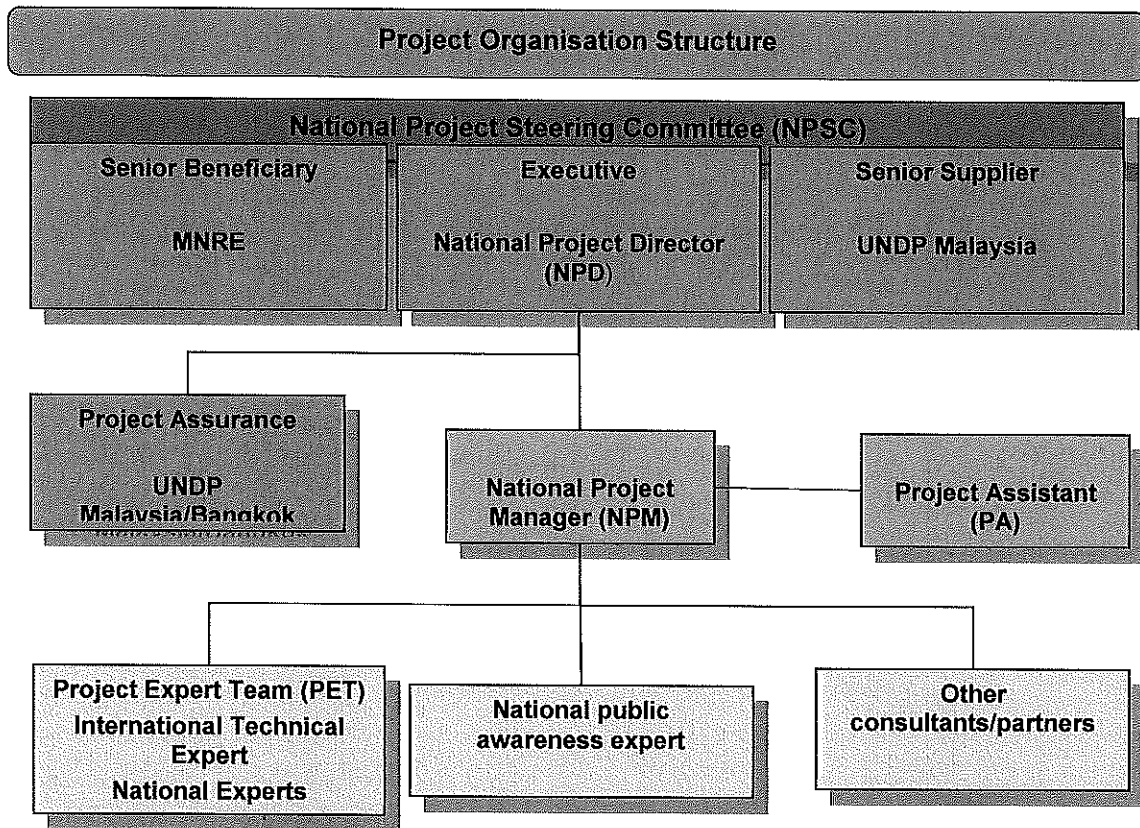 Project Organisation Structure
National Project Steering Committee (NPSC)
Senior Beneficiary
MNRE
Executive
National Project Director
(NPD)
Senior Supplier
UNDP Malaysia
Project Assurance
UNDP
Malaysia/Bangkok
National Project
Manager (NPM)
Project Assistant
(PA)
Project Expert Team (PET)
International Technical
Expert
National Experts
National public
awareness expert
Other
consultants/partners